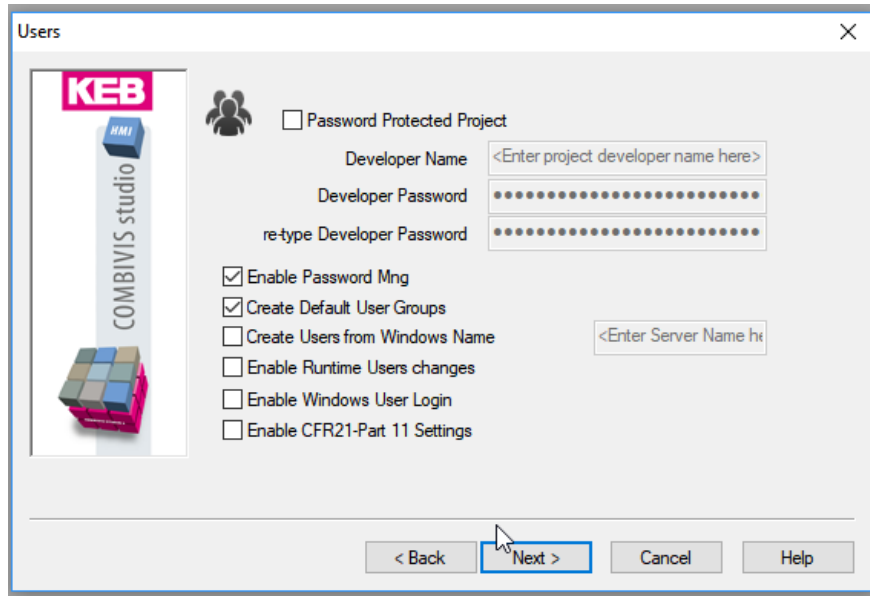 Users
KEB
HMI
COMBIVIS studio
Password Protected Project
Developer Name
<Enter project developer name here>
Developer Password
●●●●●●●●●●●●●●●●●●●●●●●●
re-type Developer Password
●●●●●●●●●●●●●●●●●●●●●●●●
Enable Password Mng
Create Default User Groups
Create Users from Windows Name
<Enter Server Name he
Enable Runtime Users changes
Enable Windows User Login
Enable CFR21-Part 11 Settings
< Back
Next >
Cancel
Help